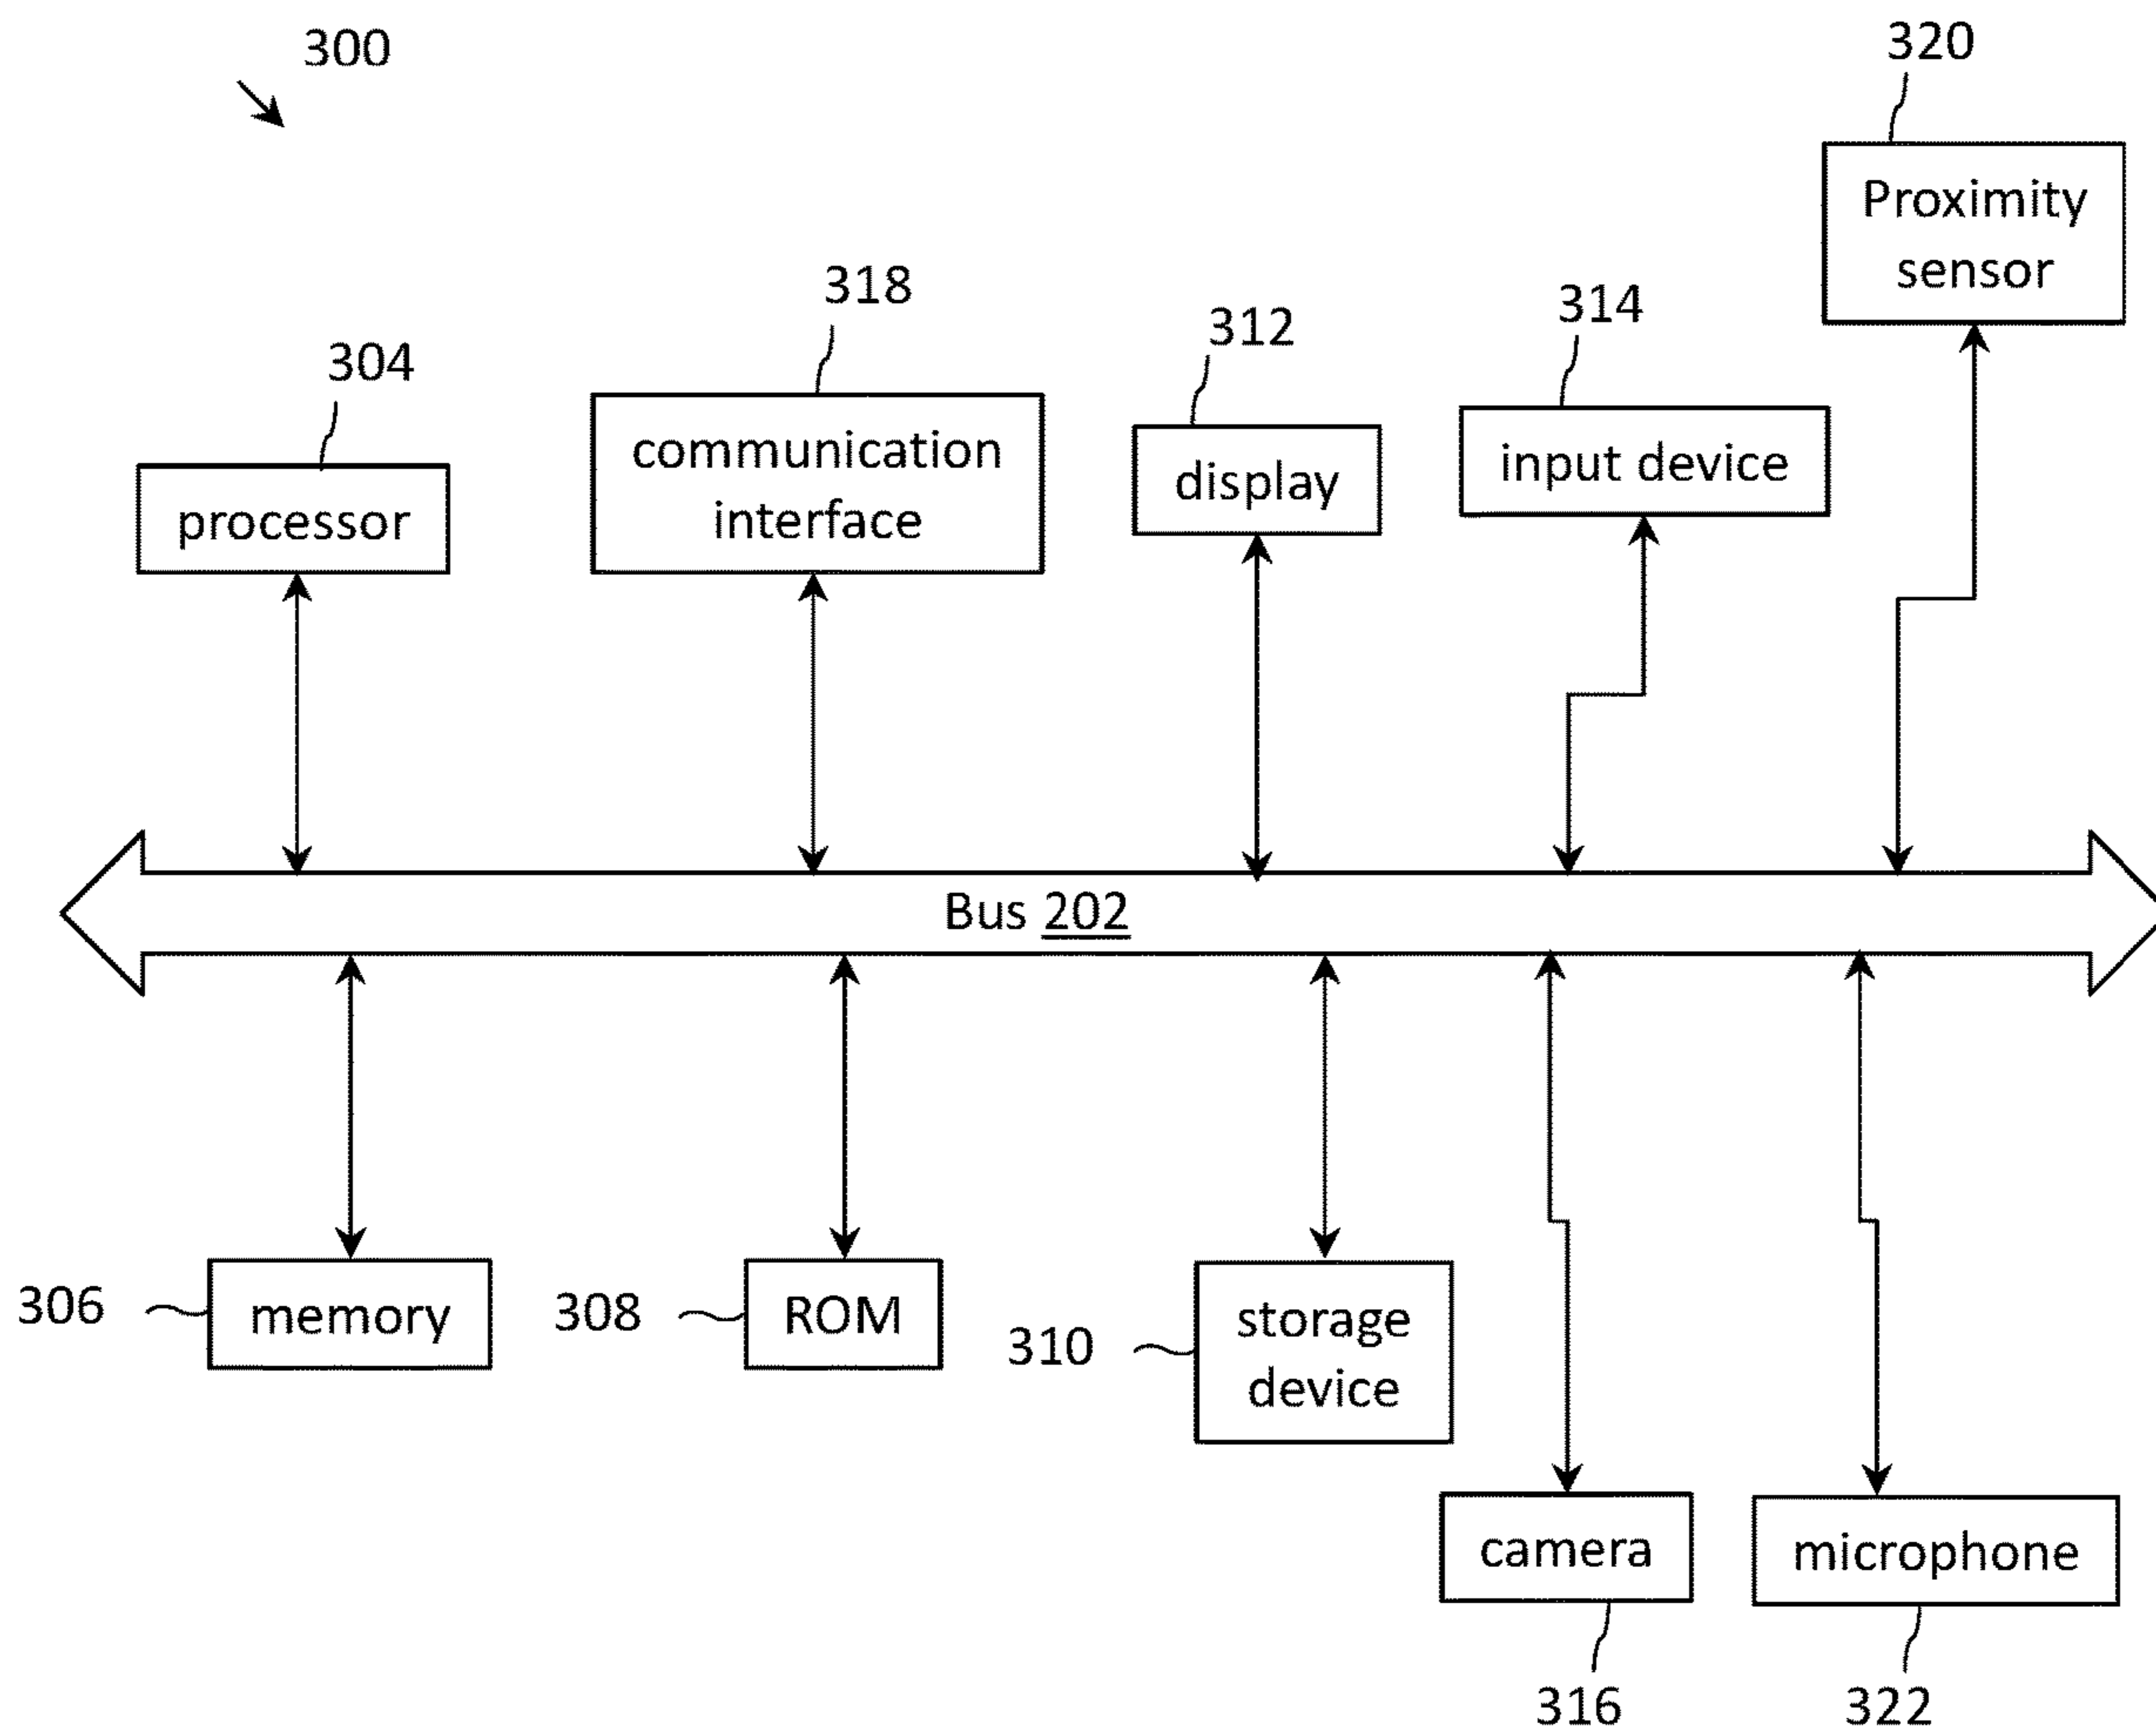 300
320
Proximity
sensor
318
312
314
304
communication
interface
display
input device
processor
Bus 202
306
memory
308
ROM
310
storage
device
camera
microphone
316
322